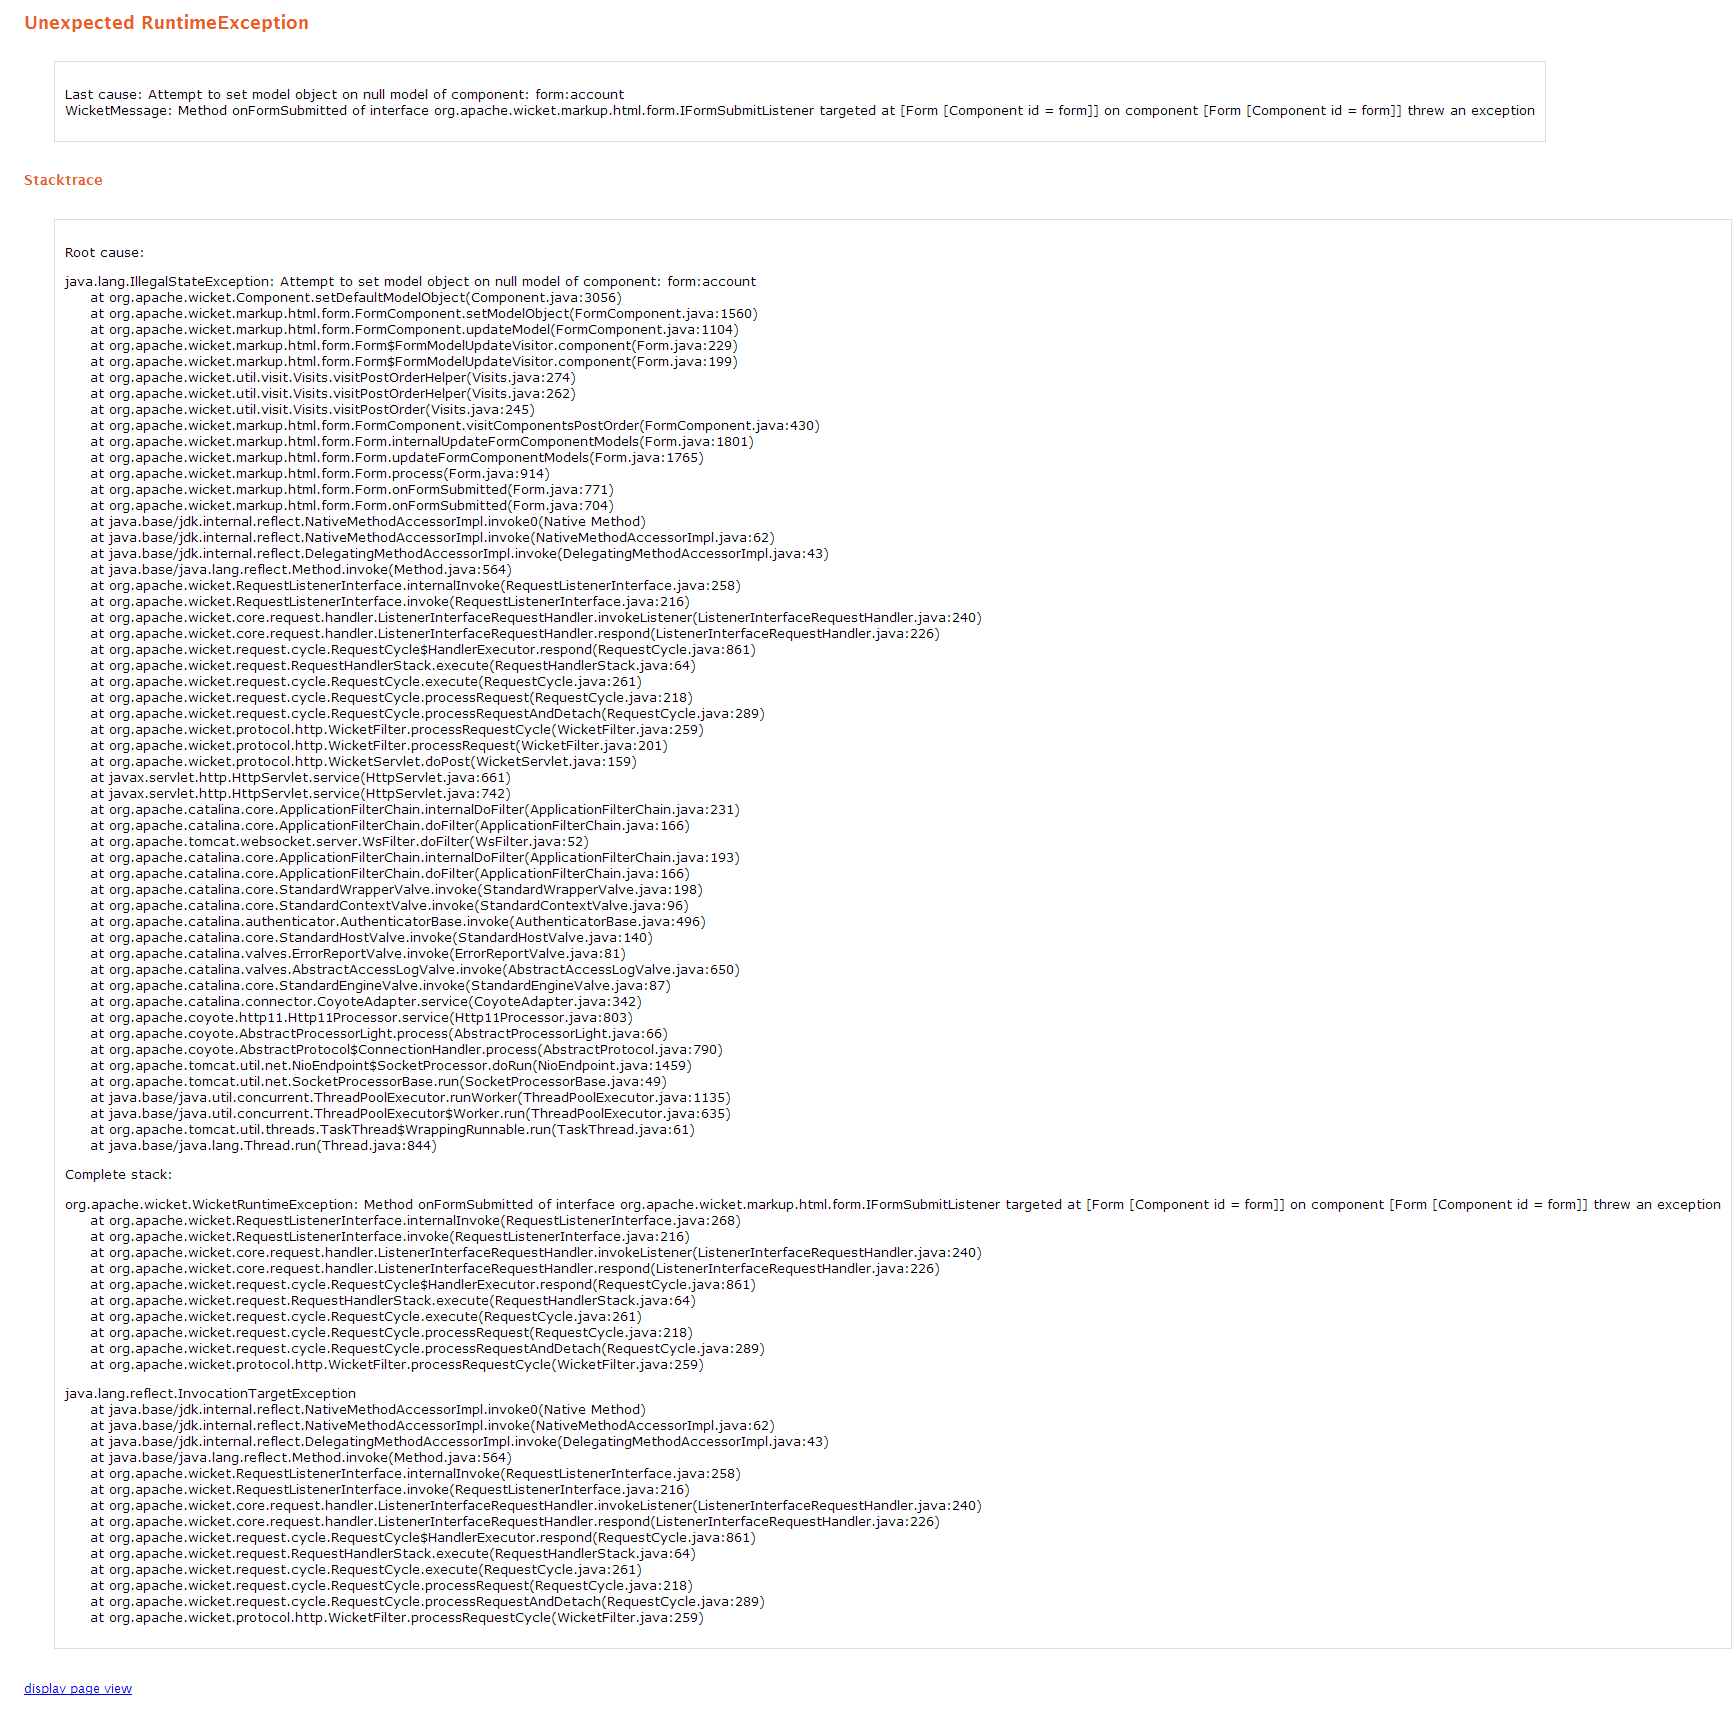 Unexpected RuntimeException
Last cause: Attempt to set model object on null model of component: form:account
WicketMessage: Method onFormSubmitted of interface org.apache.wicket.markup.html.form.IFormSubmitListener targeted at [Form [Component id = form]] on component [Form [Component id = form]] threw an exception
Stacktrace
Root cause:
java.lang.IllegalStateException: Attempt to set model object on null model of component: form:account
at org.apache.wicket.Component.setDefaultModelObject(Component.java:3056)
at org.apache.wicket.markup.html.form.FormComponent.setModelObject(FormComponent.java:1560)
at org.apache.wicket.markup.html.form.FormComponent.updateModel(FormComponent.java:1104)
at org.apache.wicket.markup.html.form.Form$FormModelUpdateVisitor.component(Form.java:229)
at org.apache.wicket.markup.html.form.Form$FormModelUpdateVisitor.component(Form.java:199)
at org.apache.wicket.util.visit.Visits.visitPostOrderHelper(Visits.java:274)
at org.apache.wicket.util.visit.Visits.visitPostOrderHelper(Visits.java:262)
at org.apache.wicket.util.visit.Visits.visitPostOrder(Visits.java:245)
at org.apache.wicket.markup.html.form.FormComponent.visitComponentsPostOrder(FormComponent.java:430)
at org.apache.wicket.markup.html.form.Form.internalUpdateFormComponentModels(Form.java:1801)
at org.apache.wicket.markup.html.form.Form.updateFormComponentModels(Form.java:1765)
at org.apache.wicket.markup.html.form.Form.process(Form.java:914)
at org.apache.wicket.markup.html.form.Form.onFormSubmitted(Form.java:771)
at org.apache.wicket.markup.html.form.Form.onFormSubmitted(Form.java:704)
at java.base/jdk.internal.reflect.NativeMethodAccessorImpl.invoke0(Native Method)
at java.base/jdk.internal.reflect.NativeMethodAccessorImpl.invoke(NativeMethodAccessorImpl.java:62)
at java.base/jdk.internal.reflect.DelegatingMethodAccessorImpl.invoke(DelegatingMethodAccessorImpl.java:43)
at java.base/java.lang.reflect.Method.invoke(Method.java:564)
at org.apache.wicket.RequestListenerInterface.internalInvoke(RequestListenerInterface.java:258)
at org.apache.wicket.RequestListenerInterface.invoke(RequestListenerInterface.java:216)
at org.apache.wicket.core.request.handler.ListenerInterfaceRequestHandler.invokeListener(ListenerInterfaceRequestHandler.java:240)
at org.apache.wicket.core.request.handler.ListenerInterfaceRequestHandler.respond(ListenerInterfaceRequestHandler.java:226)
at org.apache.wicket.request.cycle.RequestCycle$HandlerExecutor.respond(RequestCycle.java:861)
at org.apache.wicket.request.RequestHandlerStack.execute(RequestHandlerStack.java:64)
at org.apache.wicket.request.cycle.RequestCycle.execute(RequestCycle.java:261)
at org.apache.wicket.request.cycle.RequestCycle.processRequest(RequestCycle.java:218)
at org.apache.wicket.request.cycle.RequestCycle.processRequestAndDetach(RequestCycle.java:289)
at org.apache.wicket.protocol.http.WicketFilter.processRequestCycle(WicketFilter.java:259)
at org.apache.wicket.protocol.http.WicketFilter.processRequest(WicketFilter.java:201)
at org.apache.wicket.protocol.http.WicketServlet.doPost(WicketServlet.java:159)
at javax.servlet.http.HttpServlet.service(HttpServlet.java:661)
at javax.servlet.http.HttpServlet.service(HttpServlet.java:742)
at org.apache.catalina.core.ApplicationFilterChain.internalDoFilter(ApplicationFilterChain.java:231)
at org.apache.catalina.core.ApplicationFilterChain.doFilter(ApplicationFilterChain.java:166)
at org.apache.tomcat.websocket.server.WsFilter.doFilter(WsFilter.java:52)
at org.apache.catalina.core.ApplicationFilterChain.internalDoFilter(ApplicationFilterChain.java:193)
at org.apache.catalina.core.ApplicationFilterChain.doFilter(ApplicationFilterChain.java:166)
at org.apache.catalina.core.StandardWrapperValve.invoke(StandardWrapperValve.java:198)
at org.apache.catalina.core.StandardContextValve.invoke(StandardContextValve.java:96)
at org.apache.catalina.authenticator.AuthenticatorBase.invoke(AuthenticatorBase.java:496)
at org.apache.catalina.core.StandardHostValve.invoke(StandardHostValve.java:140)
at org.apache.catalina.valves.ErrorReportValve.invoke(ErrorReportValve.java:81)
at org.apache.catalina.valves.AbstractAccessLogValve.invoke(AbstractAccessLogValve.java:650)
at org.apache.catalina.core.StandardEngineValve.invoke(StandardEngineValve.java:87)
at org.apache.catalina.connector.CoyoteAdapter.service(CoyoteAdapter.java:342)
at org.apache.coyote.http11.Http11Processor.service(Http11Processor.java:803)
at org.apache.coyote.AbstractProcessorLight.process(AbstractProcessorLight.java:66)
at org.apache.coyote.AbstractProtocol$ConnectionHandler.process(AbstractProtocol.java:790)
at org.apache.tomcat.util.net.NioEndpoint$SocketProcessor.doRun(NioEndpoint.java:1459)
at org.apache.tomcat.util.net.SocketProcessorBase.run(SocketProcessorBase.java:49)
at java.base/java.util.concurrent.ThreadPoolExecutor.runWorker(ThreadPoolExecutor.java:1135)
at java.base/java.util.concurrent.ThreadPoolExecutor$Worker.run(ThreadPoolExecutor.java:635)
at org.apache.tomcat.util.threads.TaskThread$WrappingRunnable.run(TaskThread.java:61)
at java.base/java.lang.Thread.run(Thread.java:844)
Complete stack:
org.apache.wicket.WicketRuntimeException: Method onFormSubmitted of interface org.apache.wicket.markup.html.form.IFormSubmitListener targeted at [Form [Component id = form]] on component [Form [Component id = form]] threw an exception
at org.apache.wicket.RequestListenerInterface.internalInvoke(RequestListenerInterface.java:268)
at org.apache.wicket.RequestListenerInterface.invoke(RequestListenerInterface.java:216)
at org.apache.wicket.core.request.handler.ListenerInterfaceRequestHandler.invokeListener(ListenerInterfaceRequestHandler.java:240)
at org.apache.wicket.core.request.handler.ListenerInterfaceRequestHandler.respond(ListenerInterfaceRequestHandler.java:226)
at org.apache.wicket.request.cycle.RequestCycle$HandlerExecutor.respond(RequestCycle.java:861)
at org.apache.wicket.request.RequestHandlerStack.execute(RequestHandlerStack.java:64)
at org.apache.wicket.request.cycle.RequestCycle.execute(RequestCycle.java:261)
at org.apache.wicket.request.cycle.RequestCycle.processRequest(RequestCycle.java:218)
at org.apache.wicket.request.cycle.RequestCycle.processRequestAndDetach(RequestCycle.java:289)
at org.apache.wicket.protocol.http.WicketFilter.processRequestCycle(WicketFilter.java:259)
java.lang.reflect.InvocationTargetException
at java.base/jdk.internal.reflect.NativeMethodAccessorImpl.invoke0(Native Method)
at java.base/jdk.internal.reflect.NativeMethodAccessorImpl.invoke(NativeMethodAccessorImpl.java:62)
at java.base/jdk.internal.reflect.DelegatingMethodAccessorImpl.invoke(DelegatingMethodAccessorImpl.java:43)
at java.base/java.lang.reflect.Method.invoke(Method.java:564)
at org.apache.wicket.RequestListenerInterface.internalInvoke(RequestListenerInterface.java:258)
at org.apache.wicket.RequestListenerInterface.invoke(RequestListenerInterface.java:216)
at org.apache.wicket.core.request.handler.ListenerInterfaceRequestHandler.invokeListener(ListenerInterfaceRequestHandler.java:240)
at org.apache.wicket.core.request.handler.ListenerInterfaceRequestHandler.respond(ListenerInterfaceRequestHandler.java:226)
at org.apache.wicket.request.cycle.RequestCycle$HandlerExecutor.respond(RequestCycle.java:861)
at org.apache.wicket.request.RequestHandlerStack.execute(RequestHandlerStack.java:64)
at org.apache.wicket.request.cycle.RequestCycle.execute(RequestCycle.java:261)
at org.apache.wicket.request.cycle.RequestCycle.processRequest(RequestCycle.java:218)
at org.apache.wicket.request.cycle.RequestCycle.processRequestAndDetach(RequestCycle.java:289)
at org.apache.wicket.protocol.http.WicketFilter.processRequestCycle(WicketFilter.java:259)
display page view